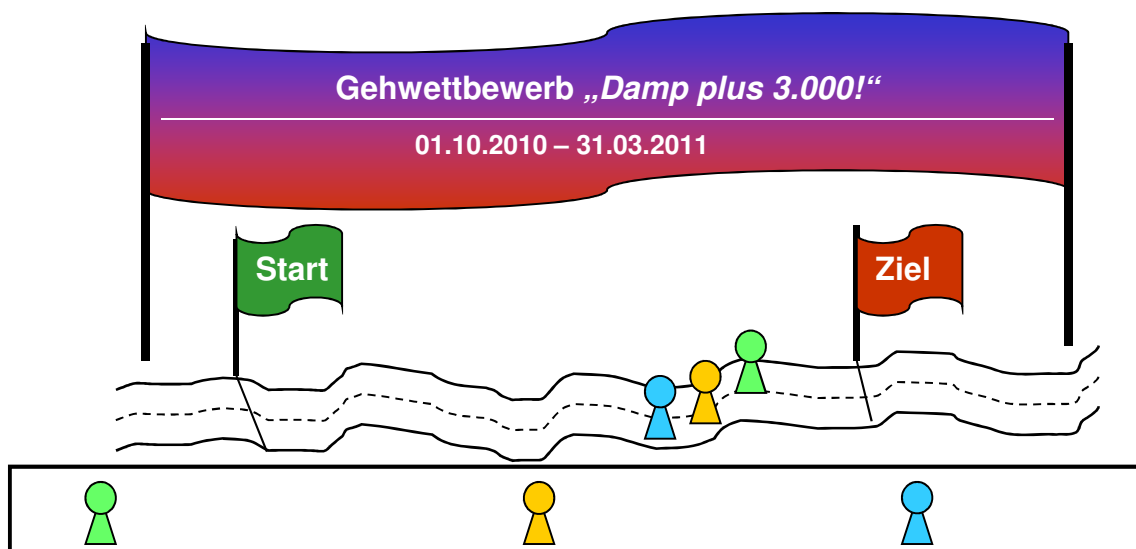 Gehwettbewerb „Damp plus 3.000!“
01.10.2010 – 31.03.2011
Start
Ziel